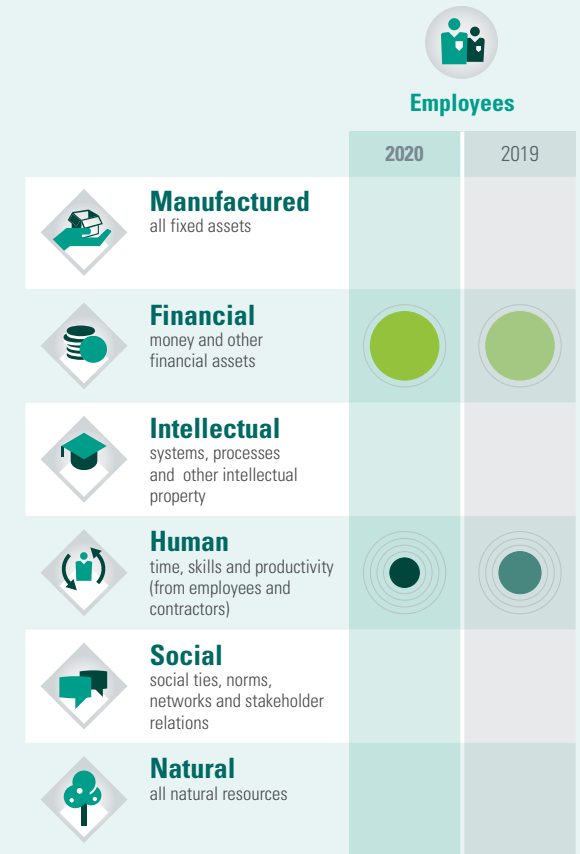 Employees
2020 2019
Manufactured
all fixed assets
Financial
money and other
financial assets
Intellectual
systems, processes
and other intellectual
property
Human
time, skills and productivity
(from employees and
contractors)
Social
social ties, norms,
networks and stakeholder
relations
Natural
all natural resources